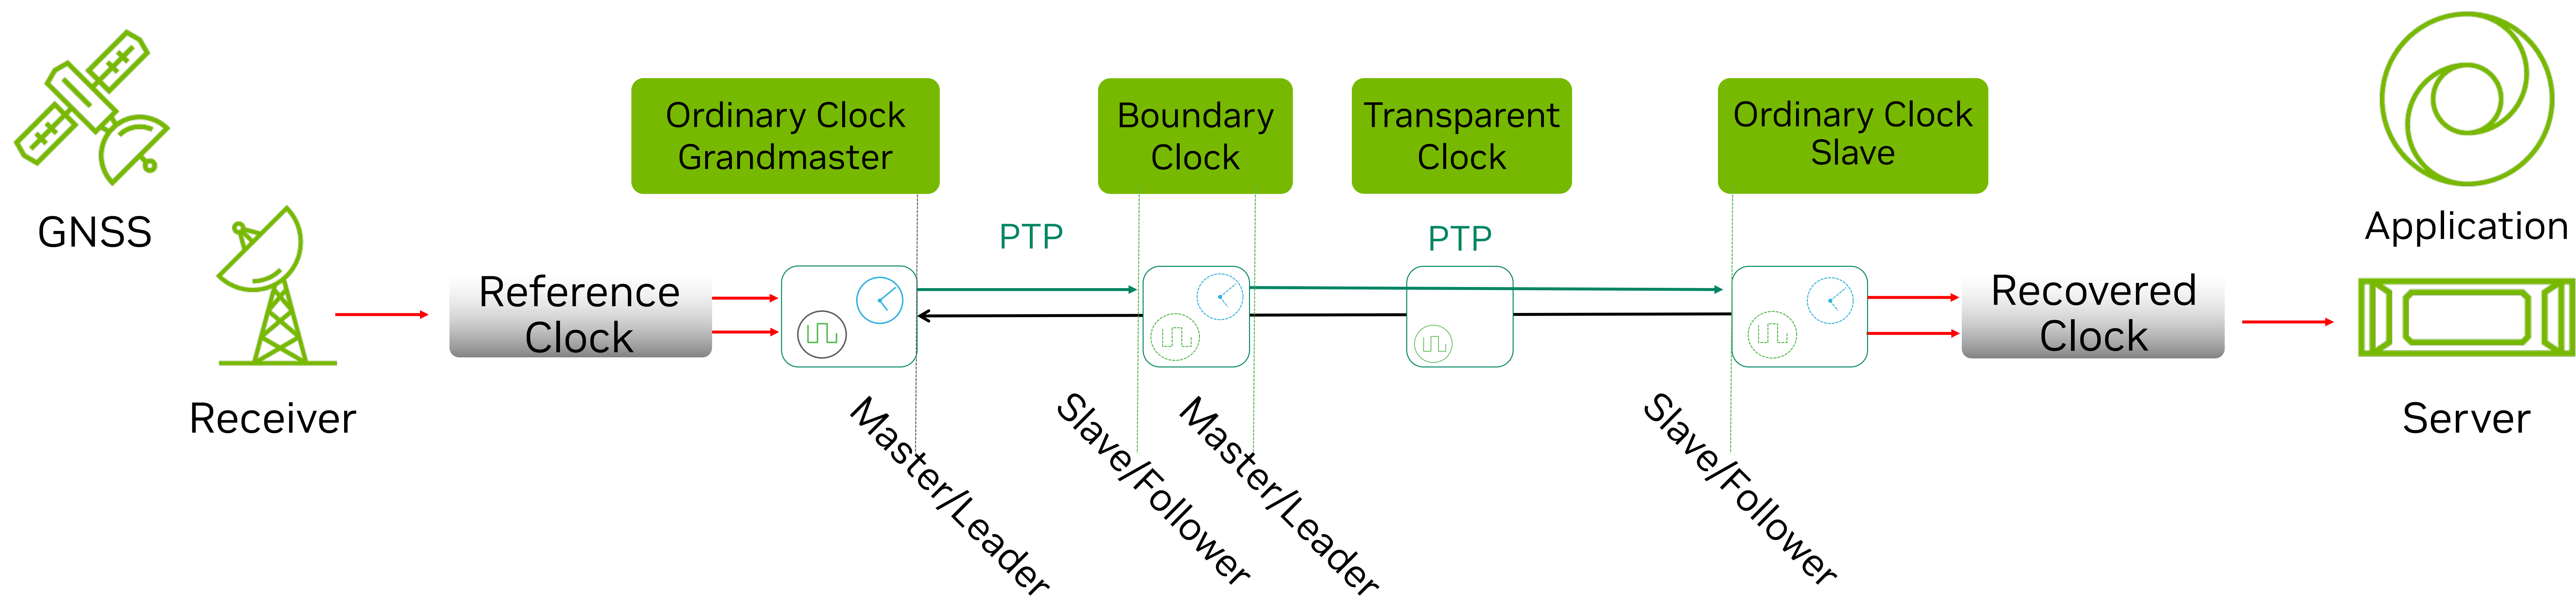 GNSS
Receiver
Reference
Clock
Ordinary Clock
Grandmaster
PTP
Boundary
Clock
Transparent
Clock
PTP
Ordinary Clock
Slave
Master/Leader
Slave/Follower
Master/Leader
Slave/Follower
Recovered
Clock
Application
Server